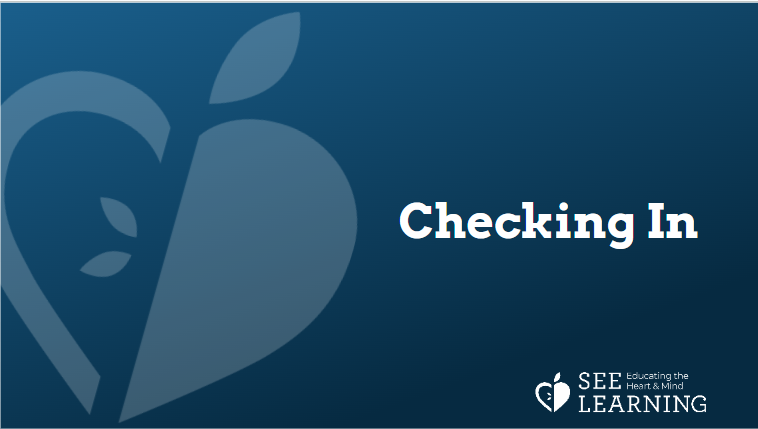 Checking In
SEE Educating the
Heart & Mind
LEARNING